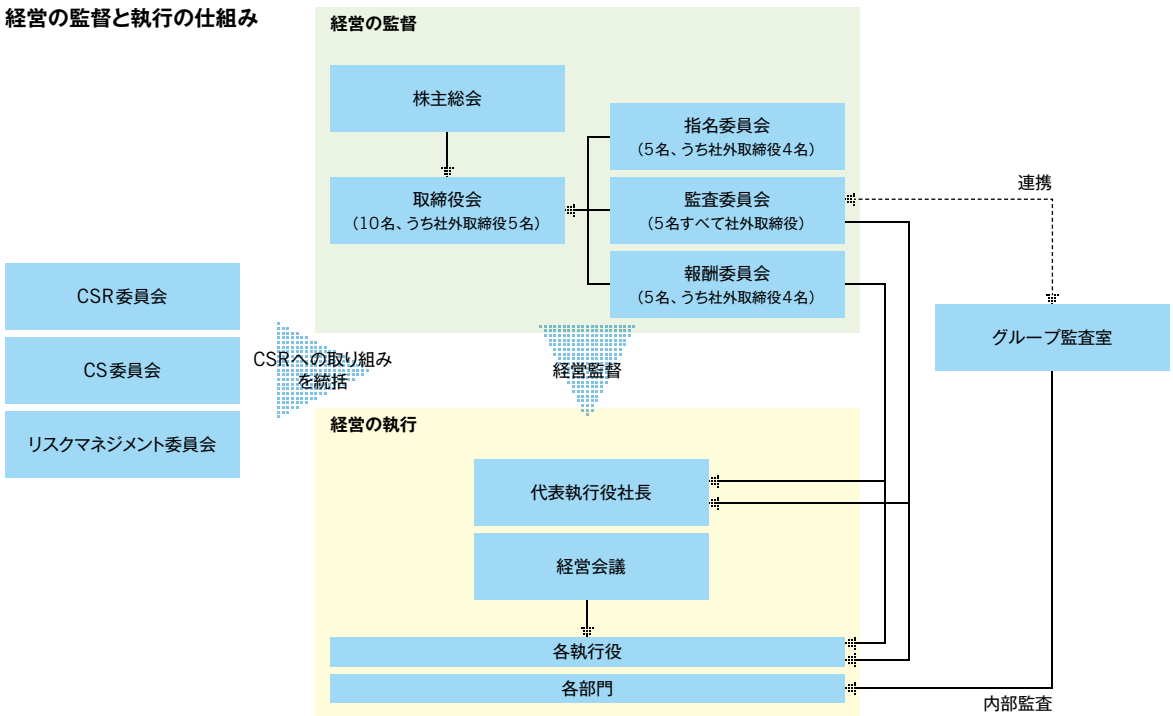 経営の監督と執行の仕組み
経営の監督
株主総会
取締役会
（10名、うち社外取締役5名）
指名委員会
（5名、うち社外取締役4名）
監査委員会
（5名すべて社外取締役）
報酬委員会
（5名、うち社外取締役4名）
連携
グループ監査室
CSR委員会
CS委員会
リスクマネジメント委員会
CSRへの取り組み
を統括
経営監督
経営の執行
代表執行役社長
経営会議
各執行役
各部門
内部監査